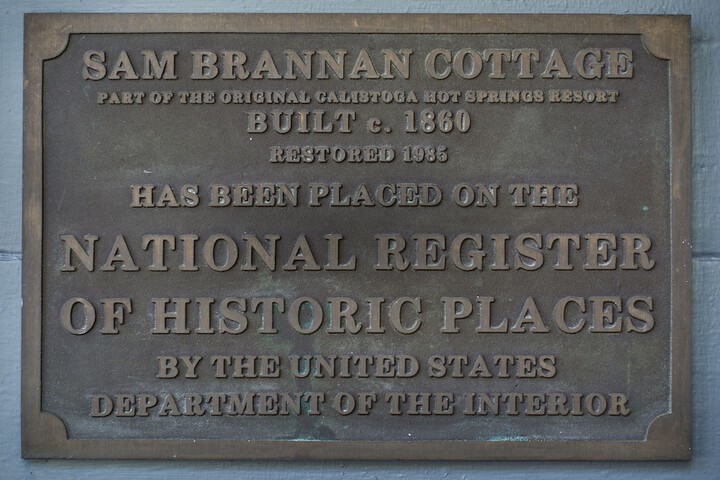 SAM BRANNAN COTTAGE
PART OF THE ORIGINAL CALISTOGA HOT SPRINGS RESORT
BUILT c. 1860
RESTORED 1985
HAS BEEN PLACED ON THE
NATIONAL REGISTER
OF HISTORIC PLACES
BY THE UNITED STATES
DEPARTMENT OF THE INTERIOR